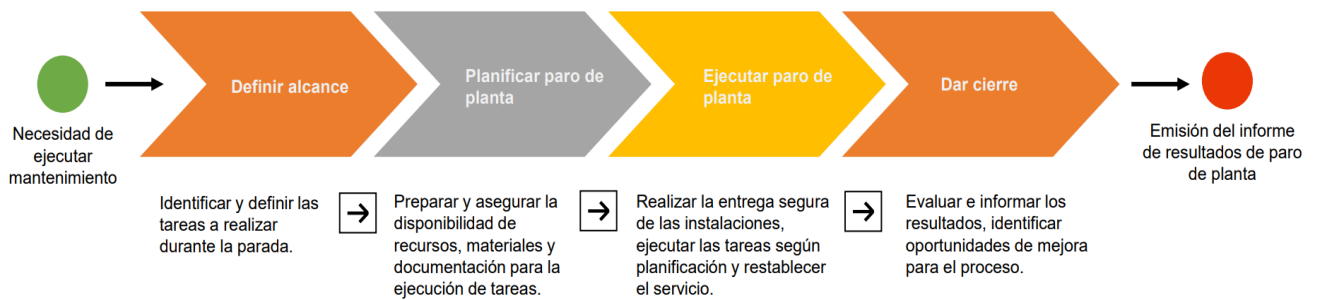 Necesidad de
ejecutar
mantenimiento
Definir alcance
Planificar paro de
planta
Ejecutar paro de
planta
Dar cierre
Emisión del informe
de resultados de paro
de planta
Identificar y definir las
tareas a realizar
durante la parada.
Preparar y asegurar la
disponibilidad de
recursos, materiales y
documentación para la
ejecución de tareas.
Realizar la entrega segura
de las instalaciones,
ejecutar las tareas según
planificación y restablecer
el servicio.
Evaluar e informar los
resultados, identificar
oportunidades de mejora
para el proceso.